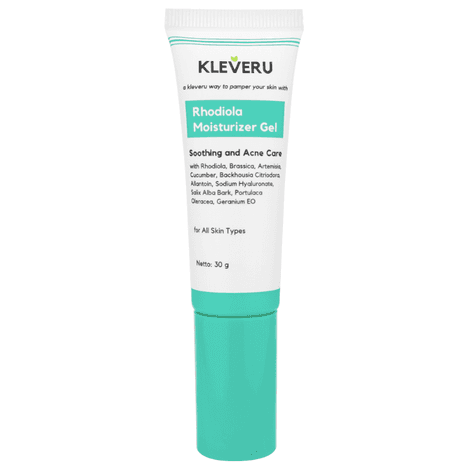 KLEVERU
a kleveru way to pamper your skin with
Rhodiola
Moisturizer Gel
Soothing and Acne Care
with Rhodiola, Brassica, Artemisia,
Cucumber, Backhousia Citriodora,
Allantoin, Sodium Hyaluronate,
Salix Alba Bark, Portulaca
Oleracea, Geranium EO
for All Skin Types
Netto: 30 g